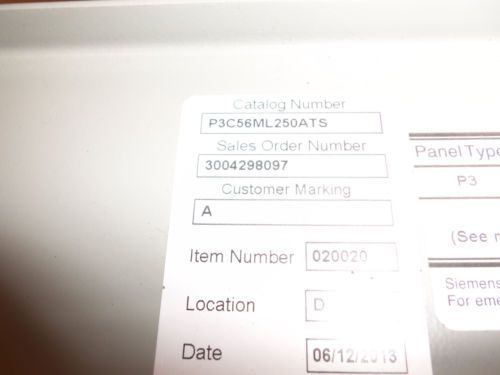 Catalog Number
P3C56ML250ATS
Sales Order Number
3004298097
Customer Marking
A
Item Number 020020
Location D
Date 06/12/2013
Panel Type
P3
(See
Siemens
For eme